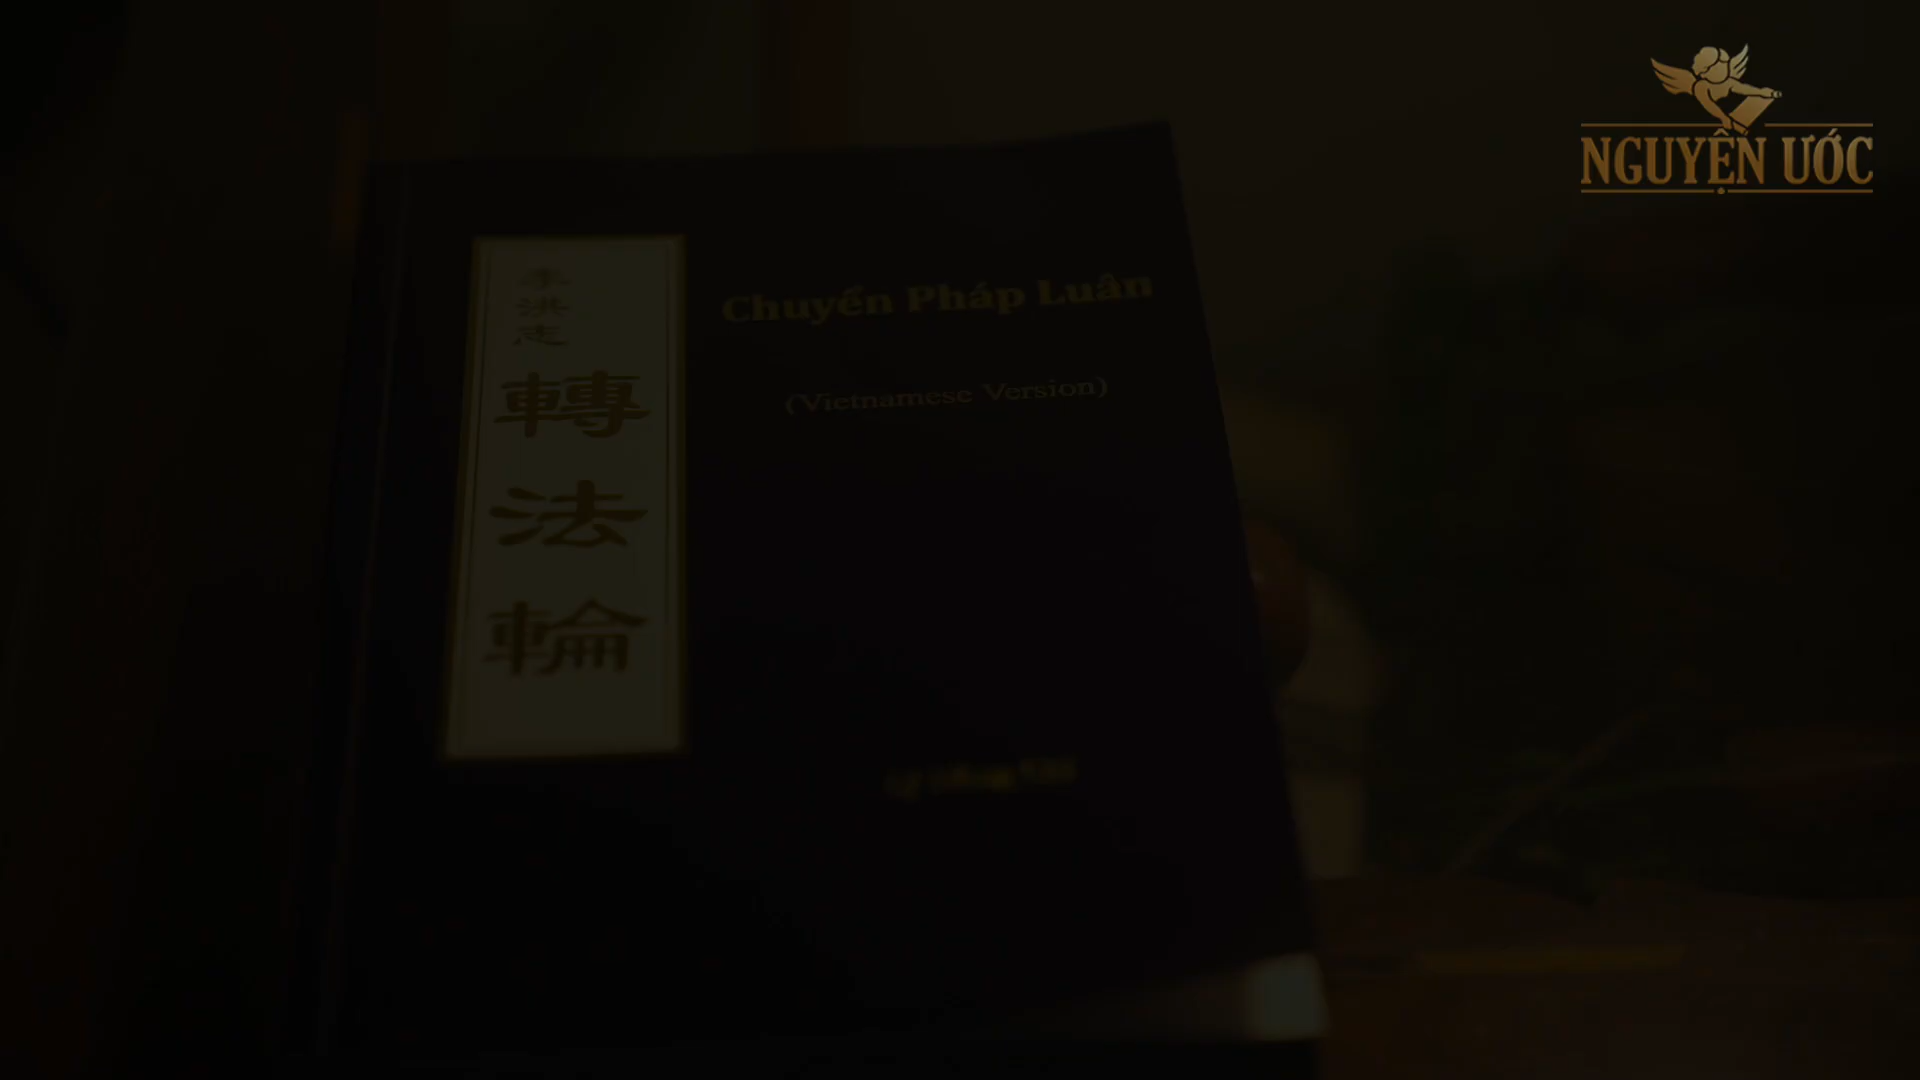 NGUYỆN ƯỚC
李洪志
轉法輪
Chuyển Pháp Luân
(Vietnamese Version)